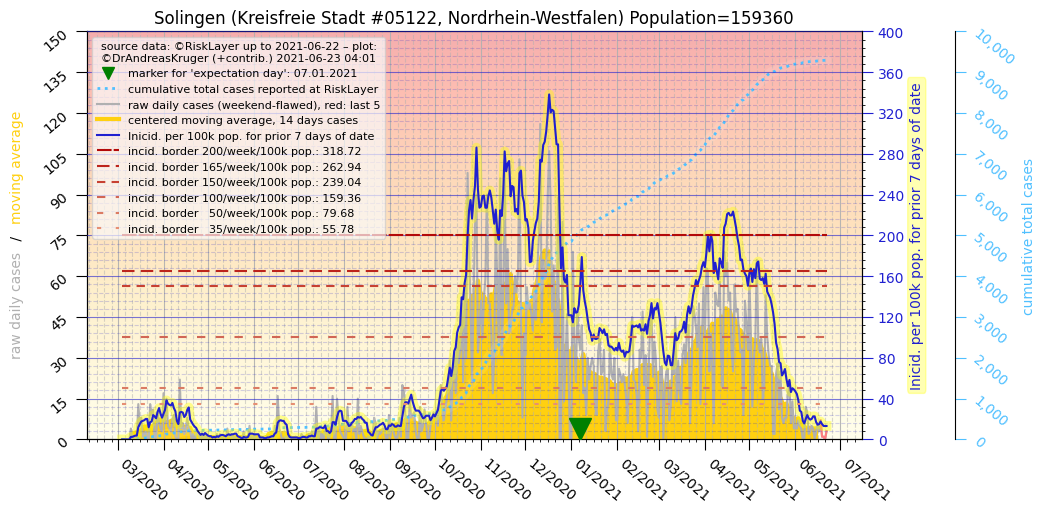 Solingen (Kreisfreie Stadt #05122, Nordrhein-Westfalen) Population=159360
source data: ©RiskLayer up to 2021-06-22 – plot:
©DrAndreasKruger (+contrib.) 2021-06-23 04:01
marker for 'expectation day': 07.01.2021
cumulative total cases reported at RiskLayer
raw daily cases (weekend-flawed), red: last 5
centered moving average, 14 days cases
Inicid. per 100k pop. for prior 7 days of date
incid. border 200/week/100k pop.: 318.72
incid. border 165/week/100k pop.: 262.94
incid. border 150/week/100k pop.: 239.04
incid. border 100/week/100k pop.: 159.36
incid. border   50/week/100k pop.: 79.68
incid. border   35/week/100k pop.: 55.78
raw daily cases  /  moving average
150
135
120
105
90
75
60
45
30
15
0
03/2020
04/2020
05/2020
06/2020
07/2020
08/2020
09/2020
10/2020
11/2020
12/2020
01/2021
02/2021
03/2021
04/2021
05/2021
06/2021
07/2021
400
360
320
280
240
200
160
120
80
40
0
Inicid. per 100k pop. for prior 7 days of date
10,000
9,000
8,000
7,000
6,000
5,000
4,000
3,000
2,000
1,000
0
cumulative total cases